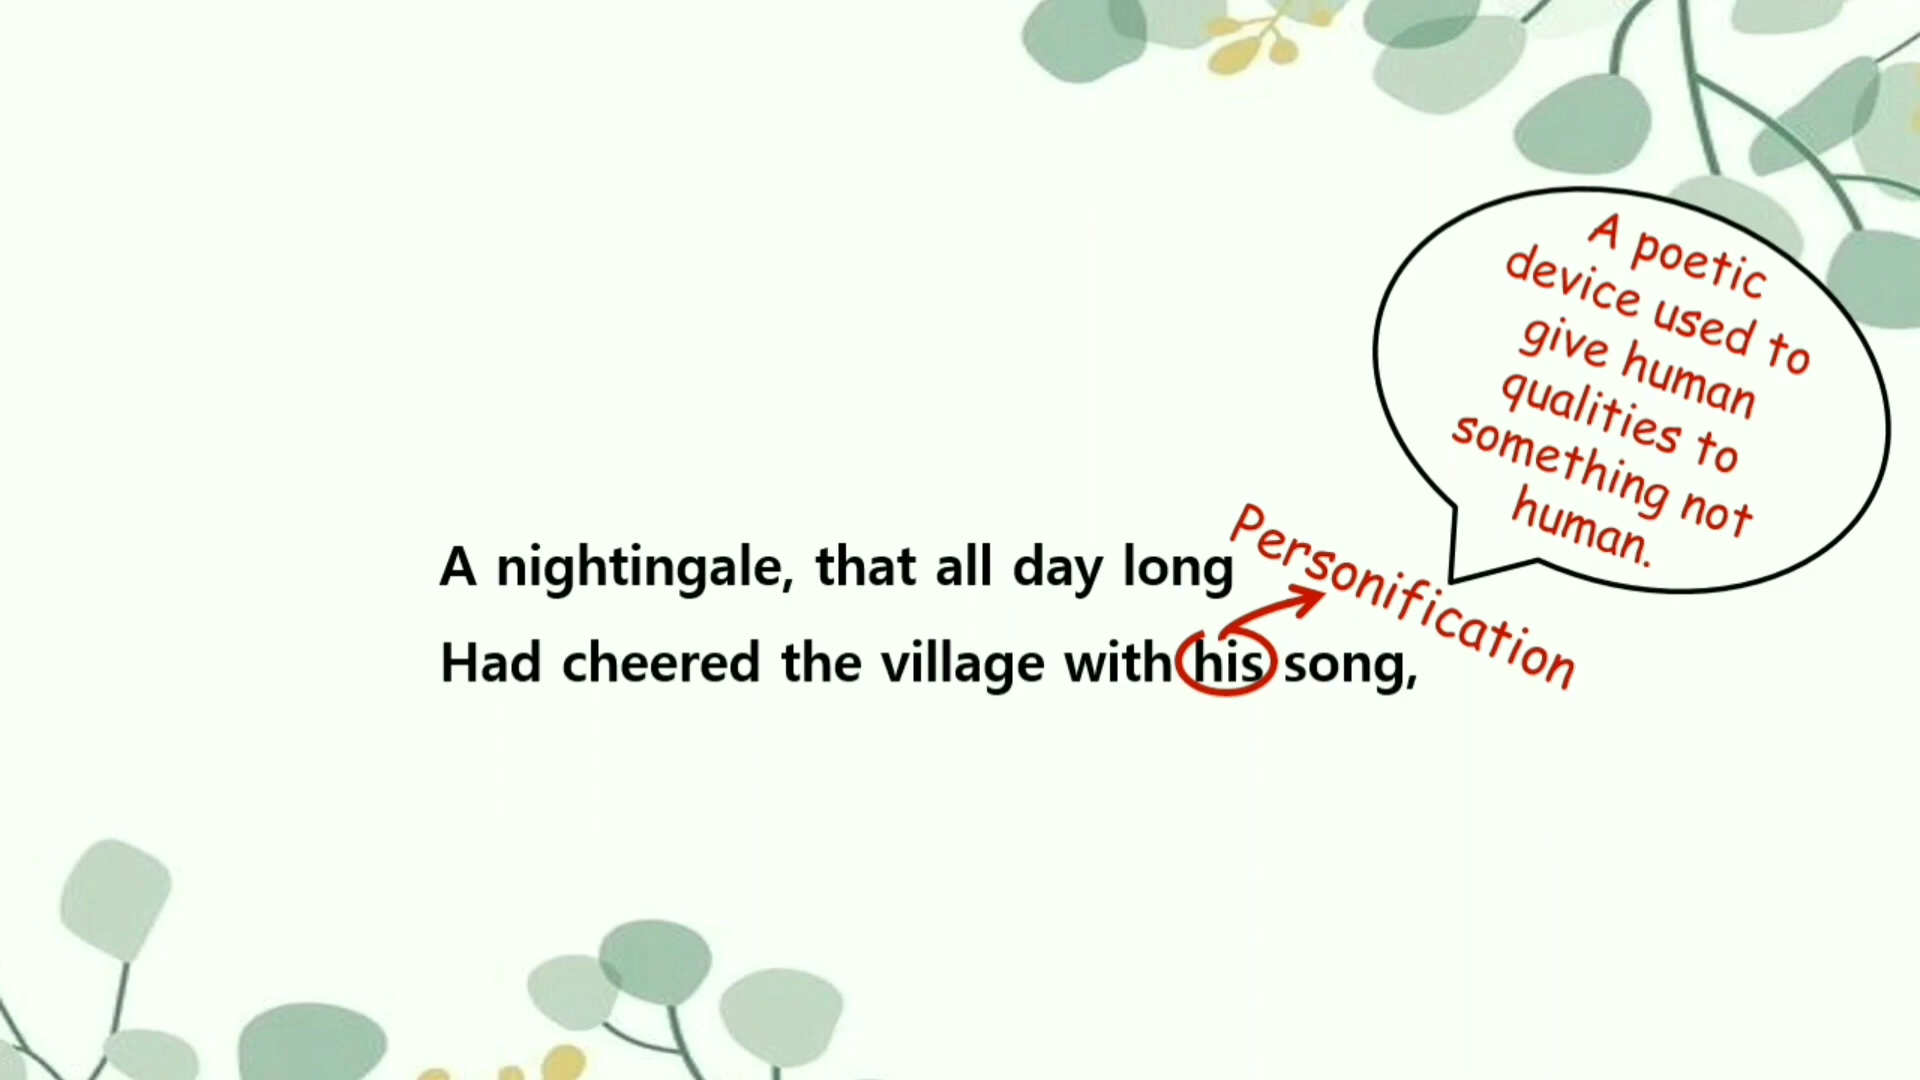 A poetic
device used to
give human
qualities to
something not
human.
Personification
A nightingale, that all day long
Had cheered the village with his song,